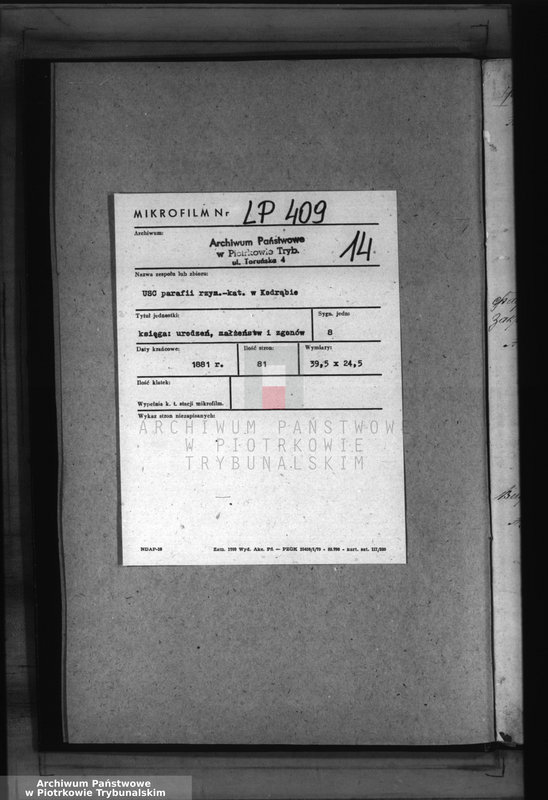 MIKROFILM Nr LP 409
Archiwum:
Archiwum Państwowe
w Piotrkowie Tryb.
ul. Toruńska 4
14
Nazwa zespołu lub zbioru:
USC parafii rzym.-kat. w Kodrąbie
Tytuł jednostki:
księga: urodzeń, małżeństw i zgonów
Sygn. jedn:
8
Daty krańcowe:
1881 r.
Ilość stron:
81
Wymiary:
39,5 x 24,5
Ilość klatek:
Wypełnia k. t. stacji mikrofilm.
Wykaz stron niezapisanych:
ARCHIWUM PAŃSTWOWE
W PIOTRKOWIE
TRYBUNALSKIM
—
NDAP-10
Archiwum Państwowe
w Piotrkowie Trybunalskim